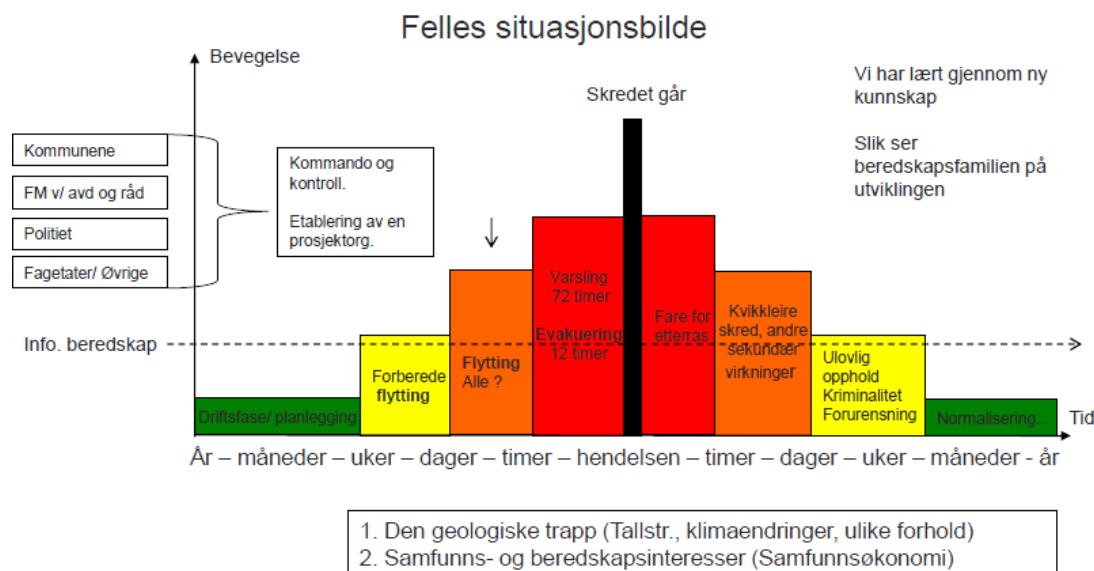 Felles situasjonsbilde
Bevegelse
Vi har lært gjennom ny
kunnskap
Slik ser
beredskapsfamilien på
utviklingen
Skredet går
Kommunene
FM v/ avd og råd
Politiet
Fagetater/ Øvrige
Kommando og
kontroll.
Etablering av en
prosjektorg.
Info. beredskap
Driftsfase/ planlegging
Forberede
flytting
Flytting
Alle ?
Varsling
72 timer
Evakuering
12 timer
Fare for
etterras
Kvikkleire
skred, andre
sekundær
virkninger
Ulovlig
opphold
Kriminalitet
Forurensning
Normalisering..
Tid
År – måneder – uker – dager – timer – hendelsen – timer – dager – uker – måneder - år
1. Den geologiske trapp (Tallstr., klimaendringer, ulike forhold)
2. Samfunns- og beredskapsinteresser (Samfunnsøkonomi)